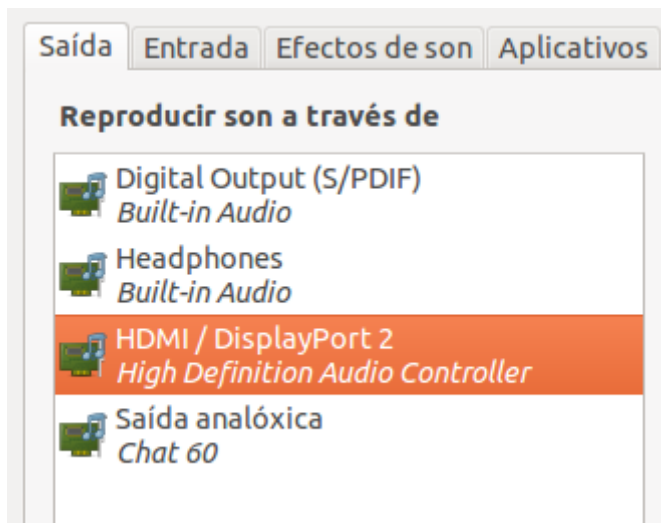 Saída Entrada Efectos de son Aplicativos
Reproducir son a través de
Digital Output (S/PDIF)
Built-in Audio
Headphones
Built-in Audio
HDMI / DisplayPort 2
High Definition Audio Controller
Saída analóxica
Chat 60